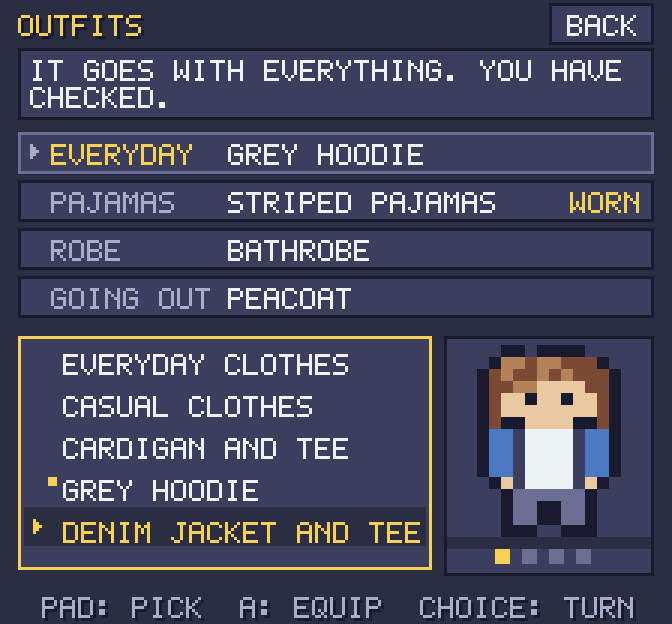 OUTFITS
BACK
IT GOES WITH EVERYTHING. YOU HAVE
CHECKED.
EVERYDAY GREY HOODIE
PAJAMAS STRIPED PAJAMAS WORN
ROBE BATHROBE
GOING OUT PEACOAT
EVERYDAY CLOTHES
CASUAL CLOTHES
CARDIGAN AND TEE
GREY HOODIE
DENIM JACKET AND TEE
PAD: PICK A: EQUIP CHOICE: TURN